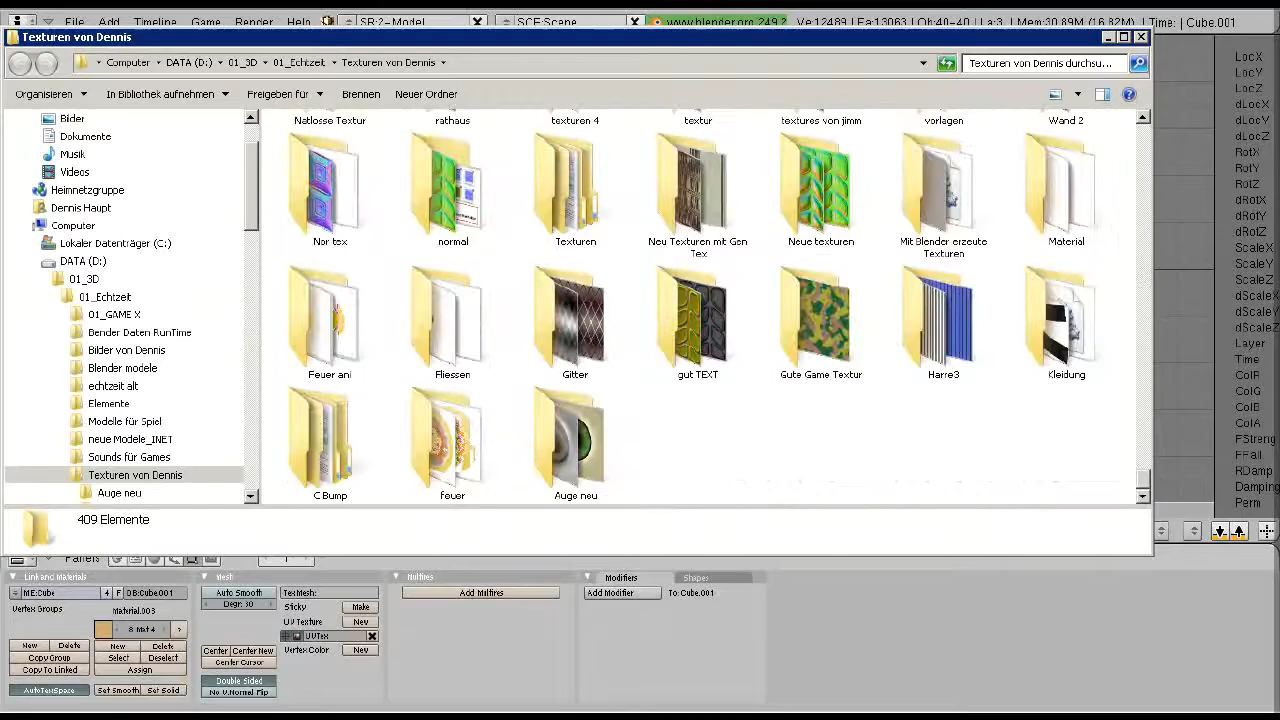 File Add Timeline Game Render Help SR:2-Model SCE:Scene www.blender.org 249.2 Ve:12489 | Fa:13063 | Ob:40-40 | La:3 | Mem:30.89M (16.82M) | Time: | Cube.001
Texturen von Dennis
Computer DATA (D:) 01_3D 01_Echtzeit Texturen von Dennis
Texturen von Dennis durchsu...
Organisieren In Bibliothek aufnehmen Freigeben für Brennen Neuer Ordner
Bilder
Dokumente
Musik
Videos
Heimnetzgruppe
Dennis Haupt
Computer
Lokaler Datenträger (C:)
DATA (D:)
01_3D
01_Echtzeit
01_GAME X
Bender Daten RunTime
Bilder von Dennis
Blender modele
echtzeit alt
Elemente
Modelle für Spiel
neue Modele_INET
Sounds für Games
Texturen von Dennis
Auge neu
Natlosse Textur rathaus texturen 4 textur textures von jimm vorlagen Wand 2
Nor tex normal Texturen Neu Texturen mit Gem Tex Neue texturen Mit Blender erzeute Texturen Material
Feuer ani Fliessen Gitter gut TEXT Gute Game Textur Harre3 Kleidung
C Bump feuer Auge neu
409 Elemente
LocX
LocY
LocZ
dLocX
dLocY
dLocZ
RotX
RotY
RotZ
dRotX
dRotY
dRotZ
ScaleX
ScaleY
ScaleZ
dScaleX
dScaleY
dScaleZ
Layer
Time
ColR
ColG
ColB
ColA
FStreng
FFall
RDamp
Damping
Perm
Panels
Link and Materials
ME:Cube 4 F OB:Cube.001
Vertex Groups
Material.006
8 Mat 4 ?
New Delete New Delete
Copy Group Select Deselect
Copy To Linked Assign
AutoTexSpace Set Smooth Set Solid
Mesh
Auto Smooth
Degr: 30
TexMesh:
Sticky Make
UV Texture New
UVTex
Vertex Color New
Center Center New
Center Cursor
Double Sided
No V.Normal Flip
Multires
Add Multires
Modifiers Shapes
Add Modifier To: Cube.001